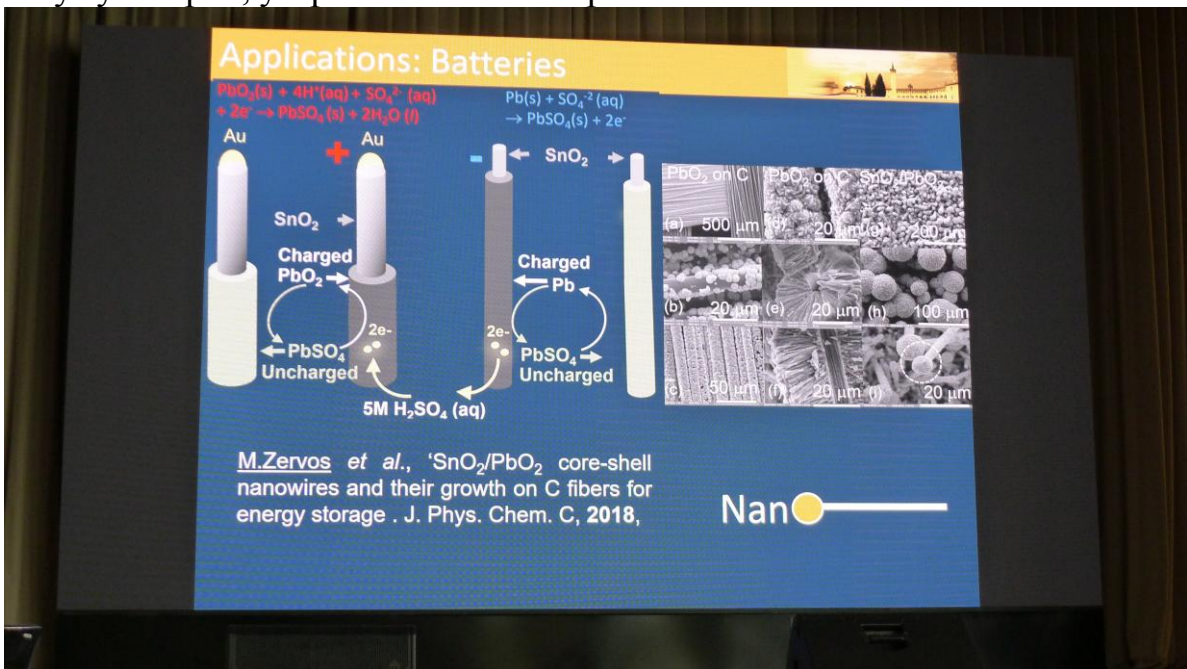 Applications: Batteries
PbO₂(s) + 4H⁺(aq) + SO₄²⁻ (aq)
+ 2e⁻ → PbSO₄ (s) + 2H₂O (l)
Pb(s) + SO₄⁻² (aq)
→ PbSO₄(s) + 2e⁻
Au
Au
+
-
SnO₂
SnO₂
Charged
PbO₂
PbSO₄
Uncharged
2e-
5M H₂SO₄ (aq)
2e-
Charged
Pb
PbSO₄
Uncharged
PbO₂ on C
(a) 500 µm
PbO₂ on C
(d) 20 µm
SnO₂/PbO₂
(g) 200 µm
(b) 20 µm
(e) 20 µm
(h) 100 µm
(c) 50 µm
(f) 20 µm
(i) 20 µm
M.Zervos et al., ‘SnO₂/PbO₂ core-shell
nanowires and their growth on C fibers for
energy storage . J. Phys. Chem. C, 2018,
Nan